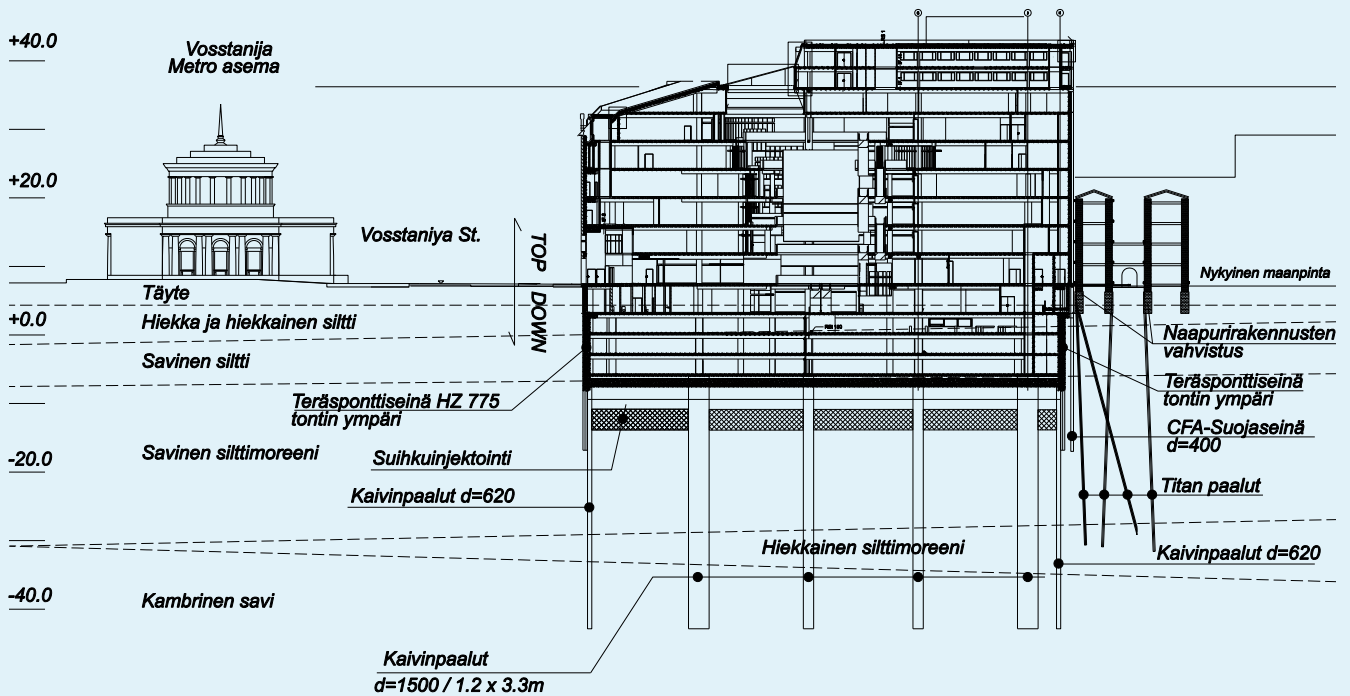 +40.0
Vosstanija
Metro asema
+20.0
Vosstaniya St.
TOP DOWN
Nykyinen maanpinta
Täyte
+0.0
Hiekka ja hiekkainen siltti
Savinen siltti
Naapurirakennusten
vahvistus
Teräsponttiseinä HZ 775
tontin ympäri
Teräsponttiseinä
tontin ympäri
CFA-Suojaseinä
d=400
-20.0
Savinen silttimoreeni
Suihkuinjektointi
Kaivinpaalut d=620
Titan paalut
Hiekkainen silttimoreeni
Kaivinpaalut d=620
-40.0
Kambrinen savi
Kaivinpaalut
d=1500 / 1.2 x 3.3m